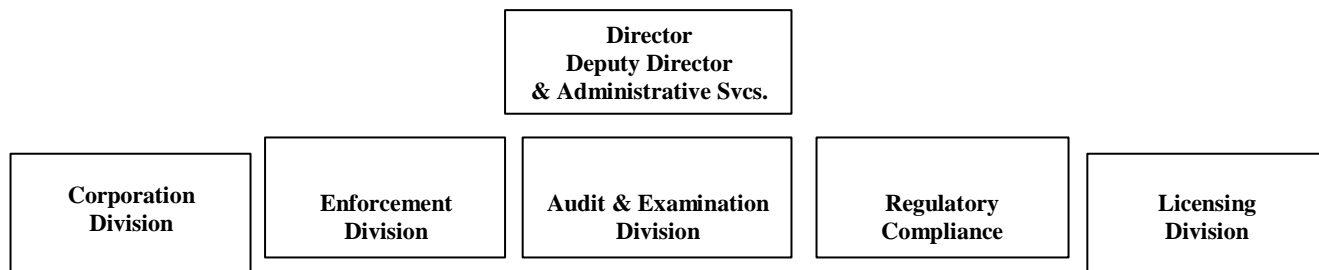 Director
Deputy Director
& Administrative Svcs.
Corporation
Division
Enforcement
Division
Audit & Examination
Division
Regulatory
Compliance
Licensing
Division